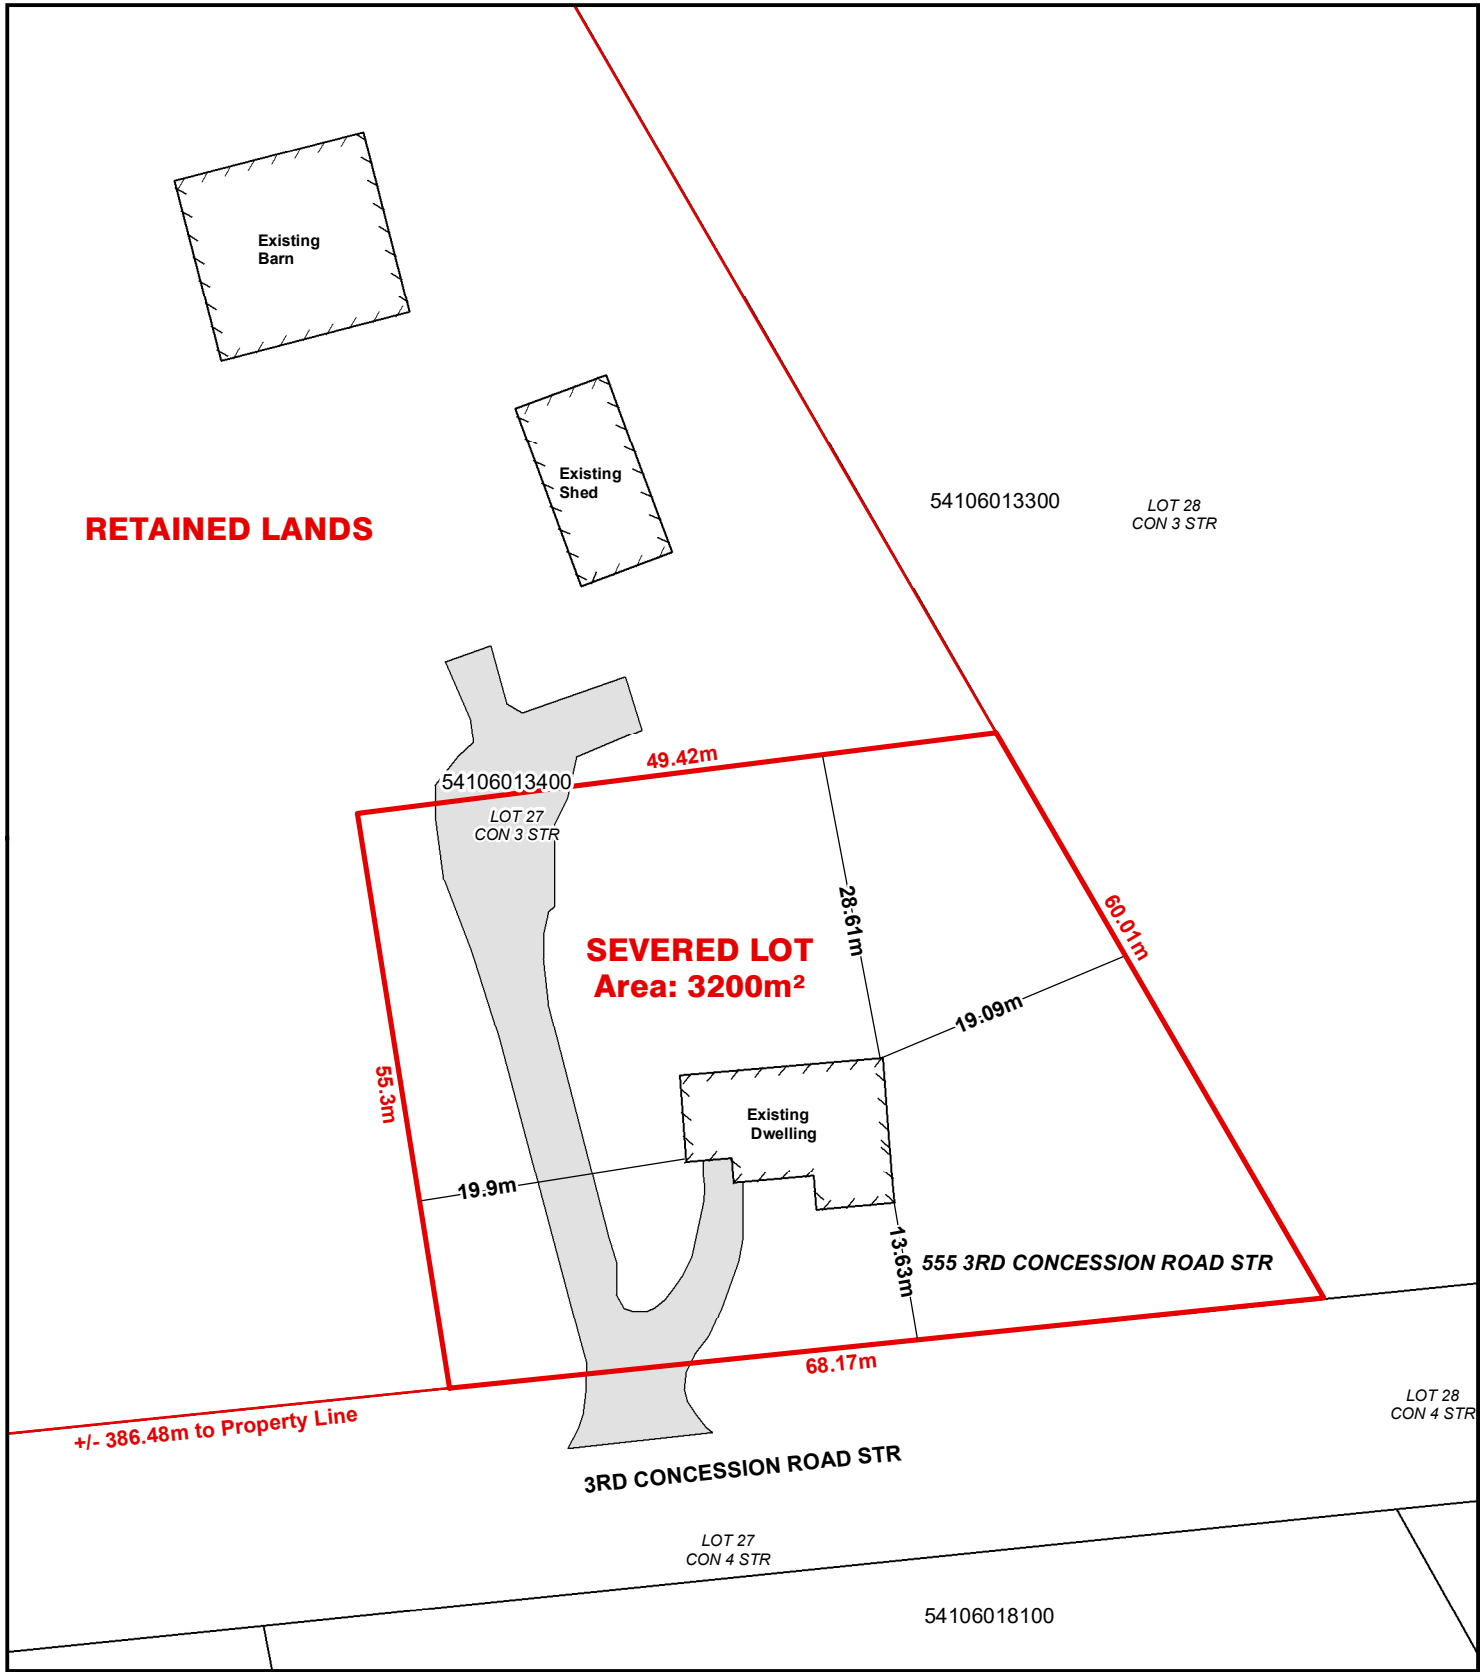 Existing
Barn
Existing
Shed
RETAINED LANDS
54106013300
LOT 28
CON 3 STR
49.42m
54106013400
LOT 27
CON 3 STR
28.61m
60.01m
SEVERED LOT
Area: 3200m²
19.09m
55.3m
Existing
Dwelling
19.9m
13.63m
555 3RD CONCESSION ROAD STR
68.17m
+/- 386.48m to Property Line
LOT 28
CON 4 STR
3RD CONCESSION ROAD STR
LOT 27
CON 4 STR
54106018100